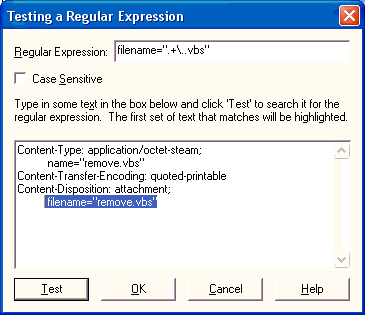 Testing a Regular Expression
Regular Expression: filename=".+\..vbs"
Case Sensitive
Type in some text in the box below and click 'Test' to search it for the
regular expression. The first set of text that matches will be highlighted.
Content-Type: application/octet-steam;
name="remove.vbs"
Content-Transfer-Encoding: quoted-printable
Content-Disposition: attachment;
filename="remove.vbs"
Test OK Cancel Help